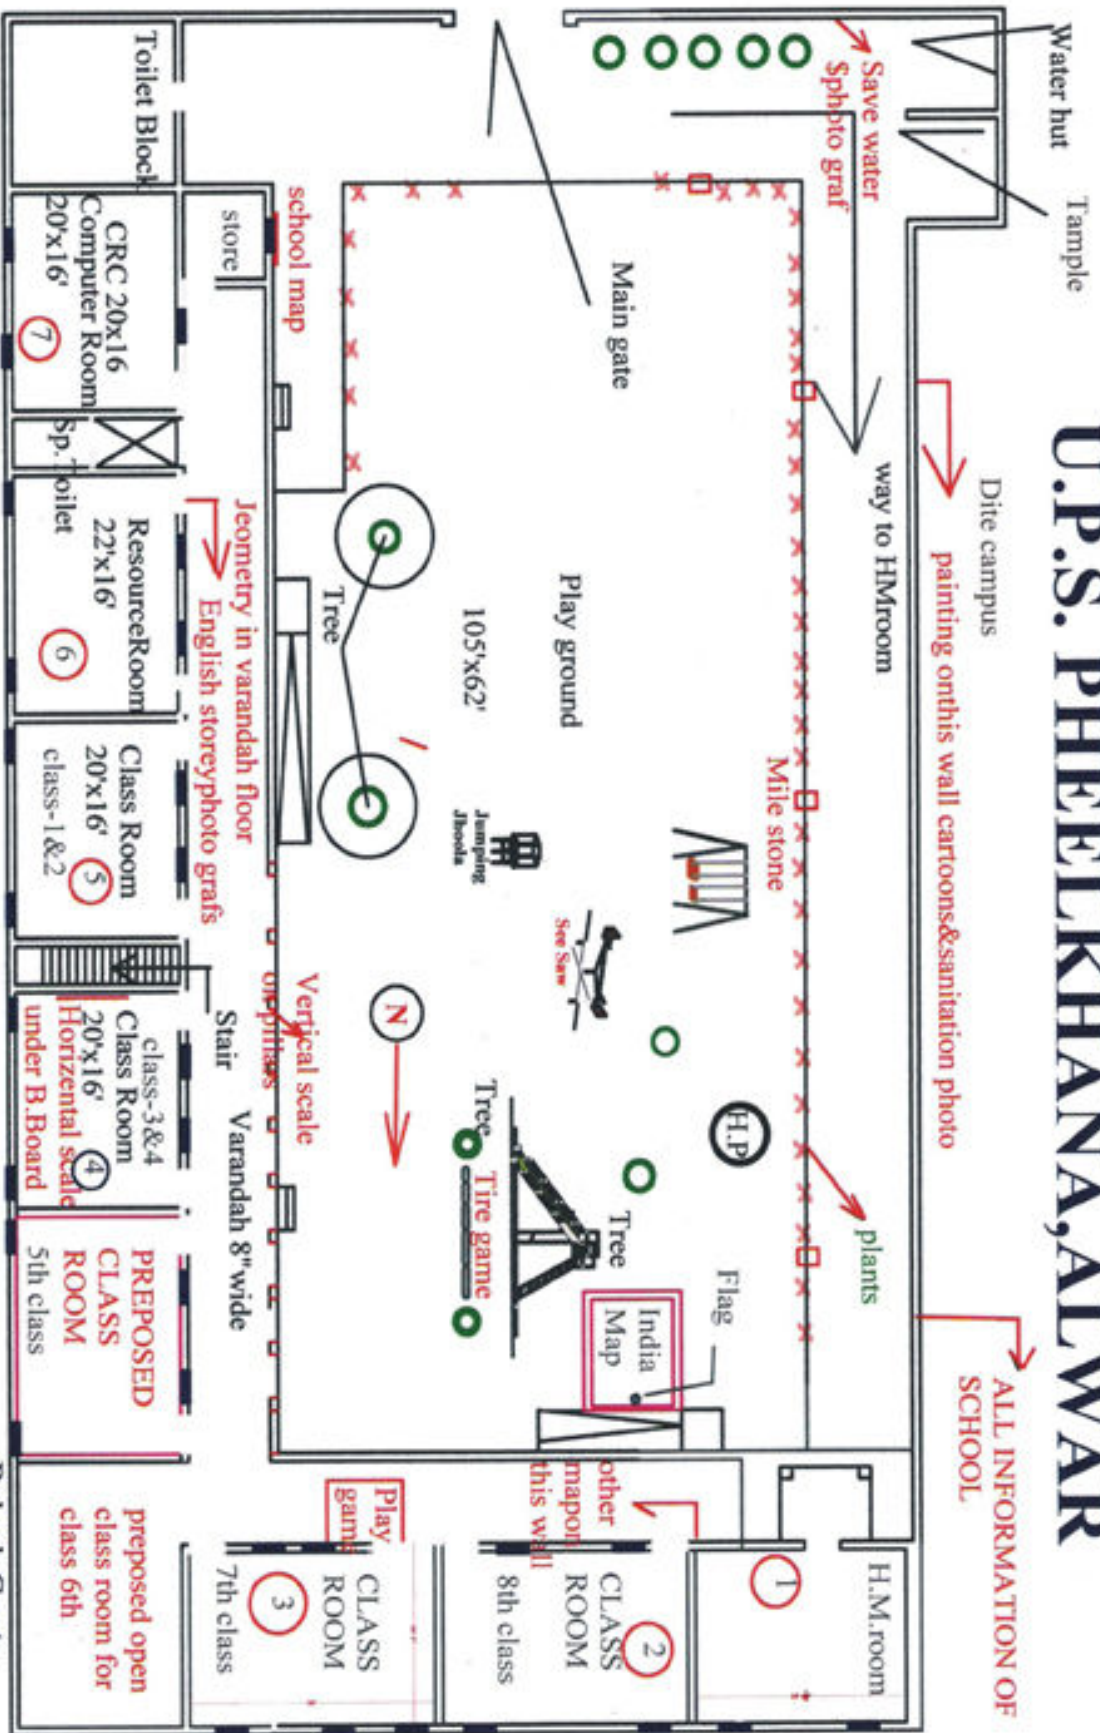 U.P.S. PHEELKHANA,ALWAR
Water hut
Tample
Dite campus
painting onthis wall cartoons&sanitation photo
ALL INFORMATION OF
SCHOOL
Save water
$photo graf
way to HMroom
Main gate
Mile stone
plants
Play ground
105'x62'
Jumping
Jhoola
See Saw
H.P
N
Tree
Tree
Tree
Tire game
Flag
India
Map
school map
store
Toilet Block
CRC 20x16
Computer Room
20'x16'
7
Sp.Toilet
ResourceRoom
22'x16'
6
Jeometry in varandah floor
English storeyphoto grafs
Class Room
20'x16'
class-1&2
5
Stair
Vertical scale
on pillars
Varandah 8"wide
class-3&4
Class Room
20'x16'
4
Horizental scale
under B.Board
PREPOSED
CLASS
ROOM
5th class
preposed open
class room for
class 6th
Play
game
CLASS
ROOM
7th class
3
other
mapon
this wall
CLASS
ROOM
8th class
2
1
H.M.room